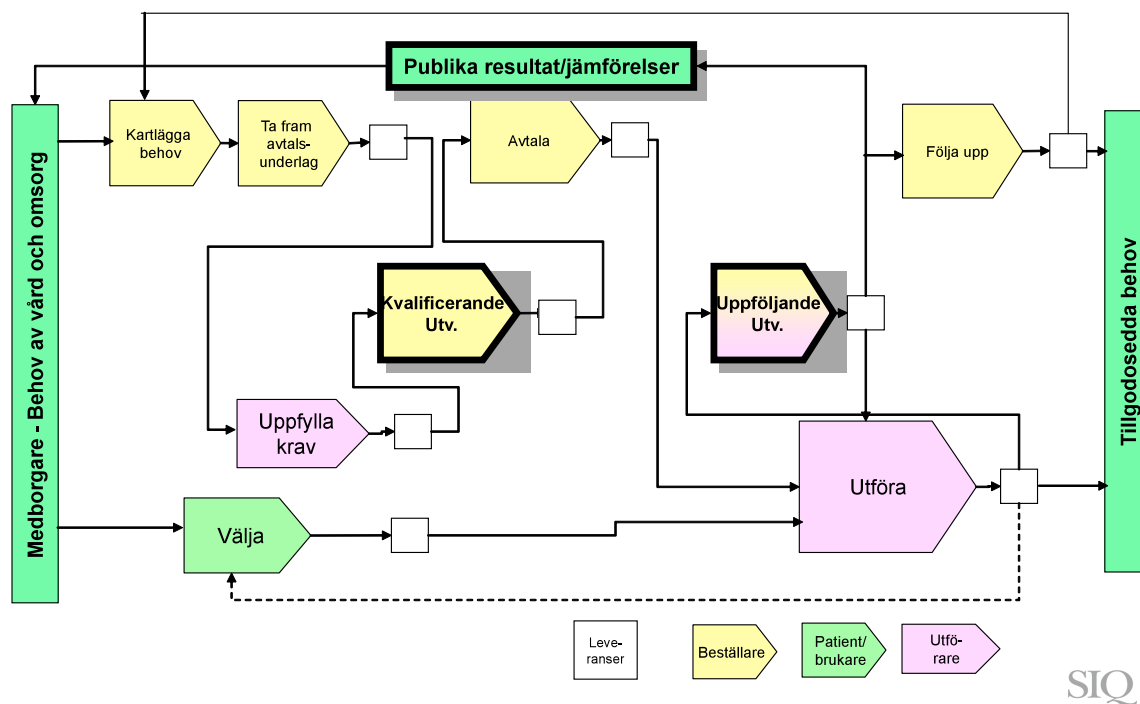 Publika resultat/jämförelser
Medborgare - Behov av vård och omsorg
Kartlägga
behov
Ta fram
avtals-
underlag
Avtala
Följa upp
Kvalificerande
Utv.
Uppföljande
Utv.
Tillgodosedda behov
Uppfylla
krav
Utföra
Välja
Leve-
ranser
Beställare
Patient/
brukare
Utfö-
rare
SIQ